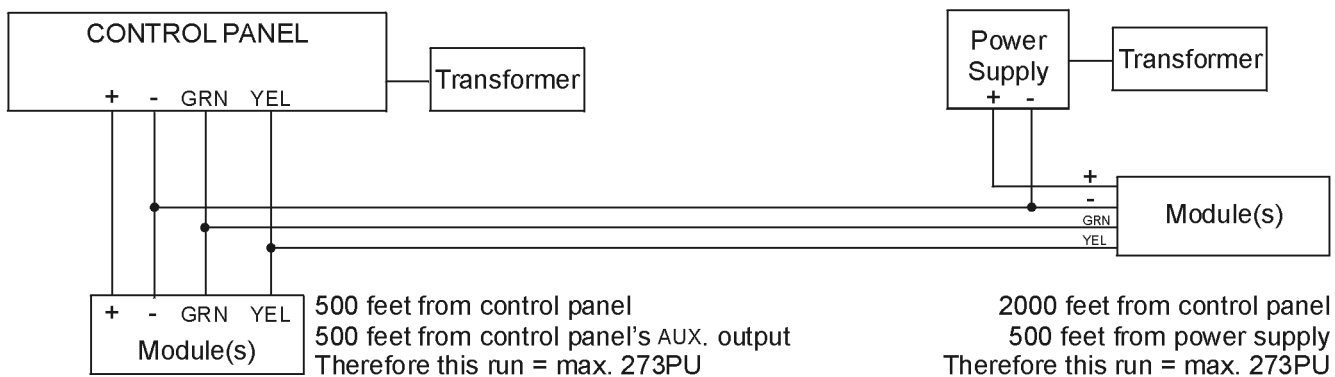 CONTROL PANEL
Transformer
+ - GRN YEL
Power
Supply
+ -
Transformer
+
-
GRN
YEL
Module(s)
+ - GRN YEL
Module(s)
500 feet from control panel
500 feet from control panel's AUX. output
Therefore this run = max. 273PU
2000 feet from control panel
500 feet from power supply
Therefore this run = max. 273PU